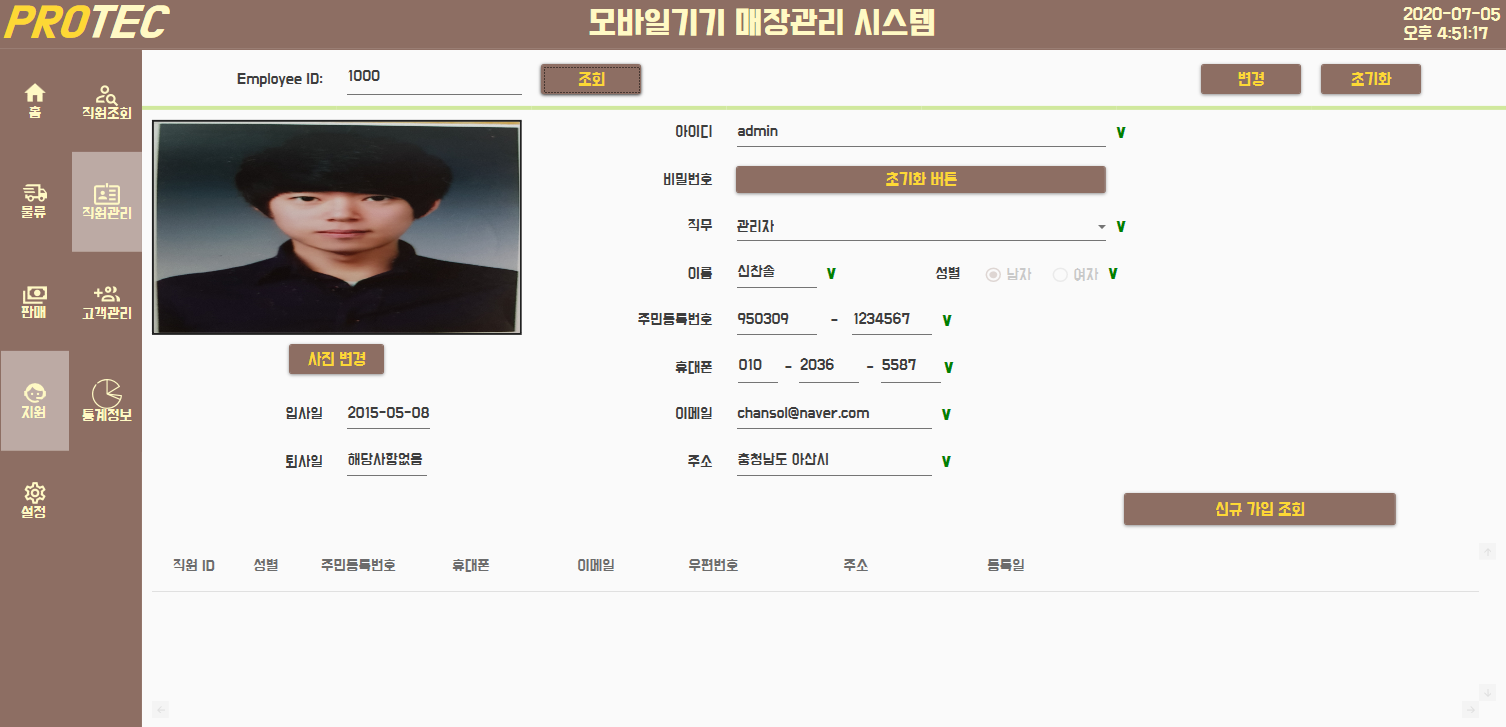 PROTEC
모바일기기 매장관리 시스템
2020-07-05
오후 4:51:17
홈
직원조회
물류
직원관리
판매
고객관리
지원
통계정보
설정
Employee ID: 1000 조회 변경 초기화
아이디 admin V
비밀번호 초기화 버튼
직무 관리자 V
이름 신찬솔 V 성별 남자 여자 V
주민등록번호 950309 - 1234567 V
사진 변경
휴대폰 010 - 2036 - 5587 V
입사일 2015-05-08
이메일 chansol@naver.com V
퇴사일 해당사항없음
주소 충청남도 아산시 V
신규 가입 조회
직원 ID 성별 주민등록번호 휴대폰 이메일 우편번호 주소 등록일